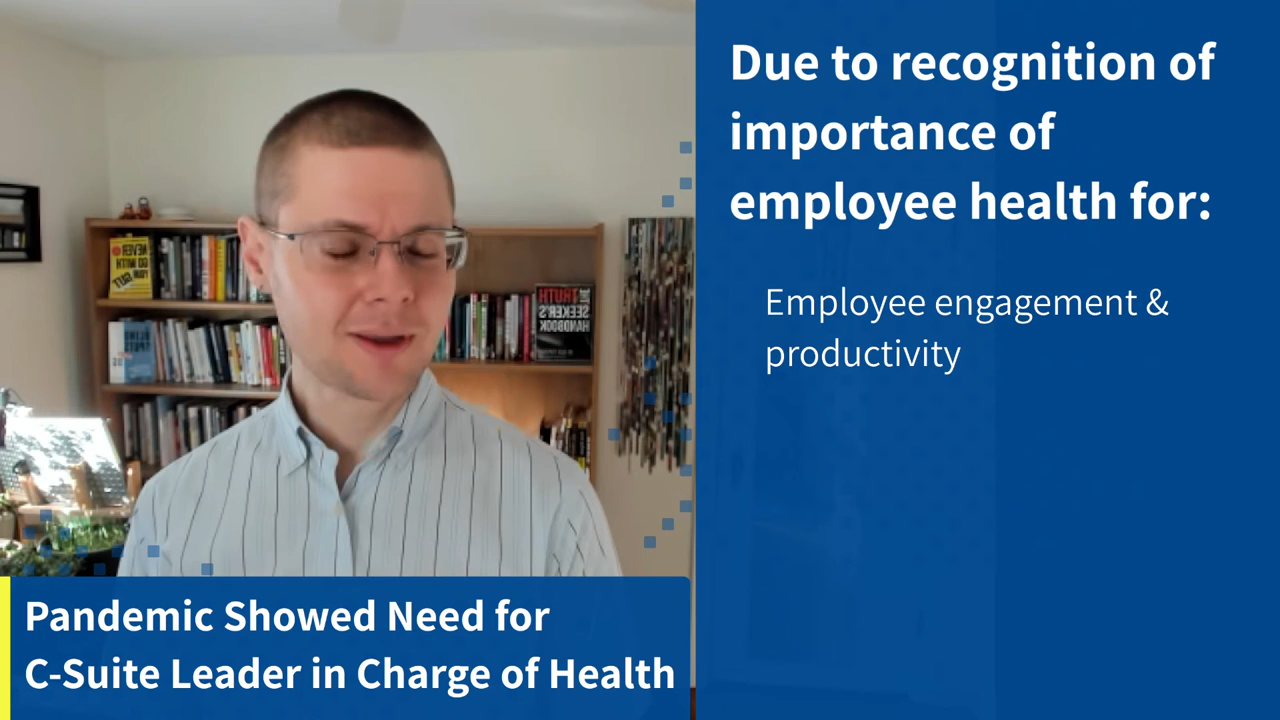 Due to recognition of
importance of
employee health for:
Employee engagement &
productivity
NEVER
GO WITH
YOUR GUT
BLIND
TRUTH
SEEKER'S
HANDBOOK
Pandemic Showed Need for
C-Suite Leader in Charge of Health